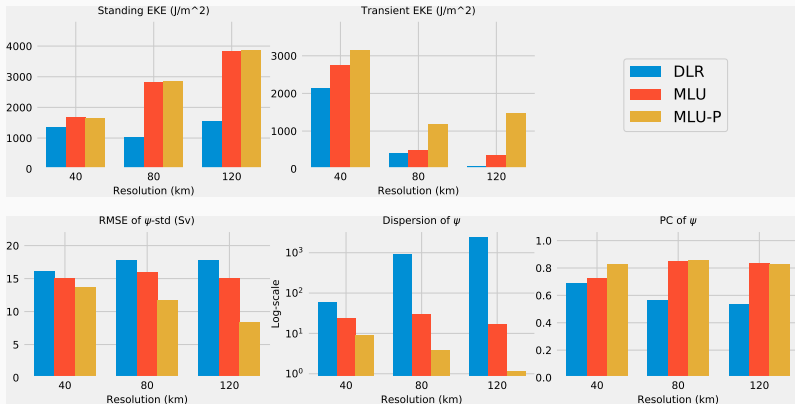 Standing EKE (J/m^2)
4000
3000
2000
1000
0
40 80 120
Resolution (km)
Transient EKE (J/m^2)
3000
2000
1000
0
40 80 120
Resolution (km)
DLR
MLU
MLU-P
RMSE of ψ-std (Sv)
20
15
10
5
0
40 80 120
Resolution (km)
Dispersion of ψ
Log-scale
10³
10²
10¹
10⁰
40 80 120
Resolution (km)
PC of ψ
1.0
0.8
0.6
0.4
0.2
0.0
40 80 120
Resolution (km)